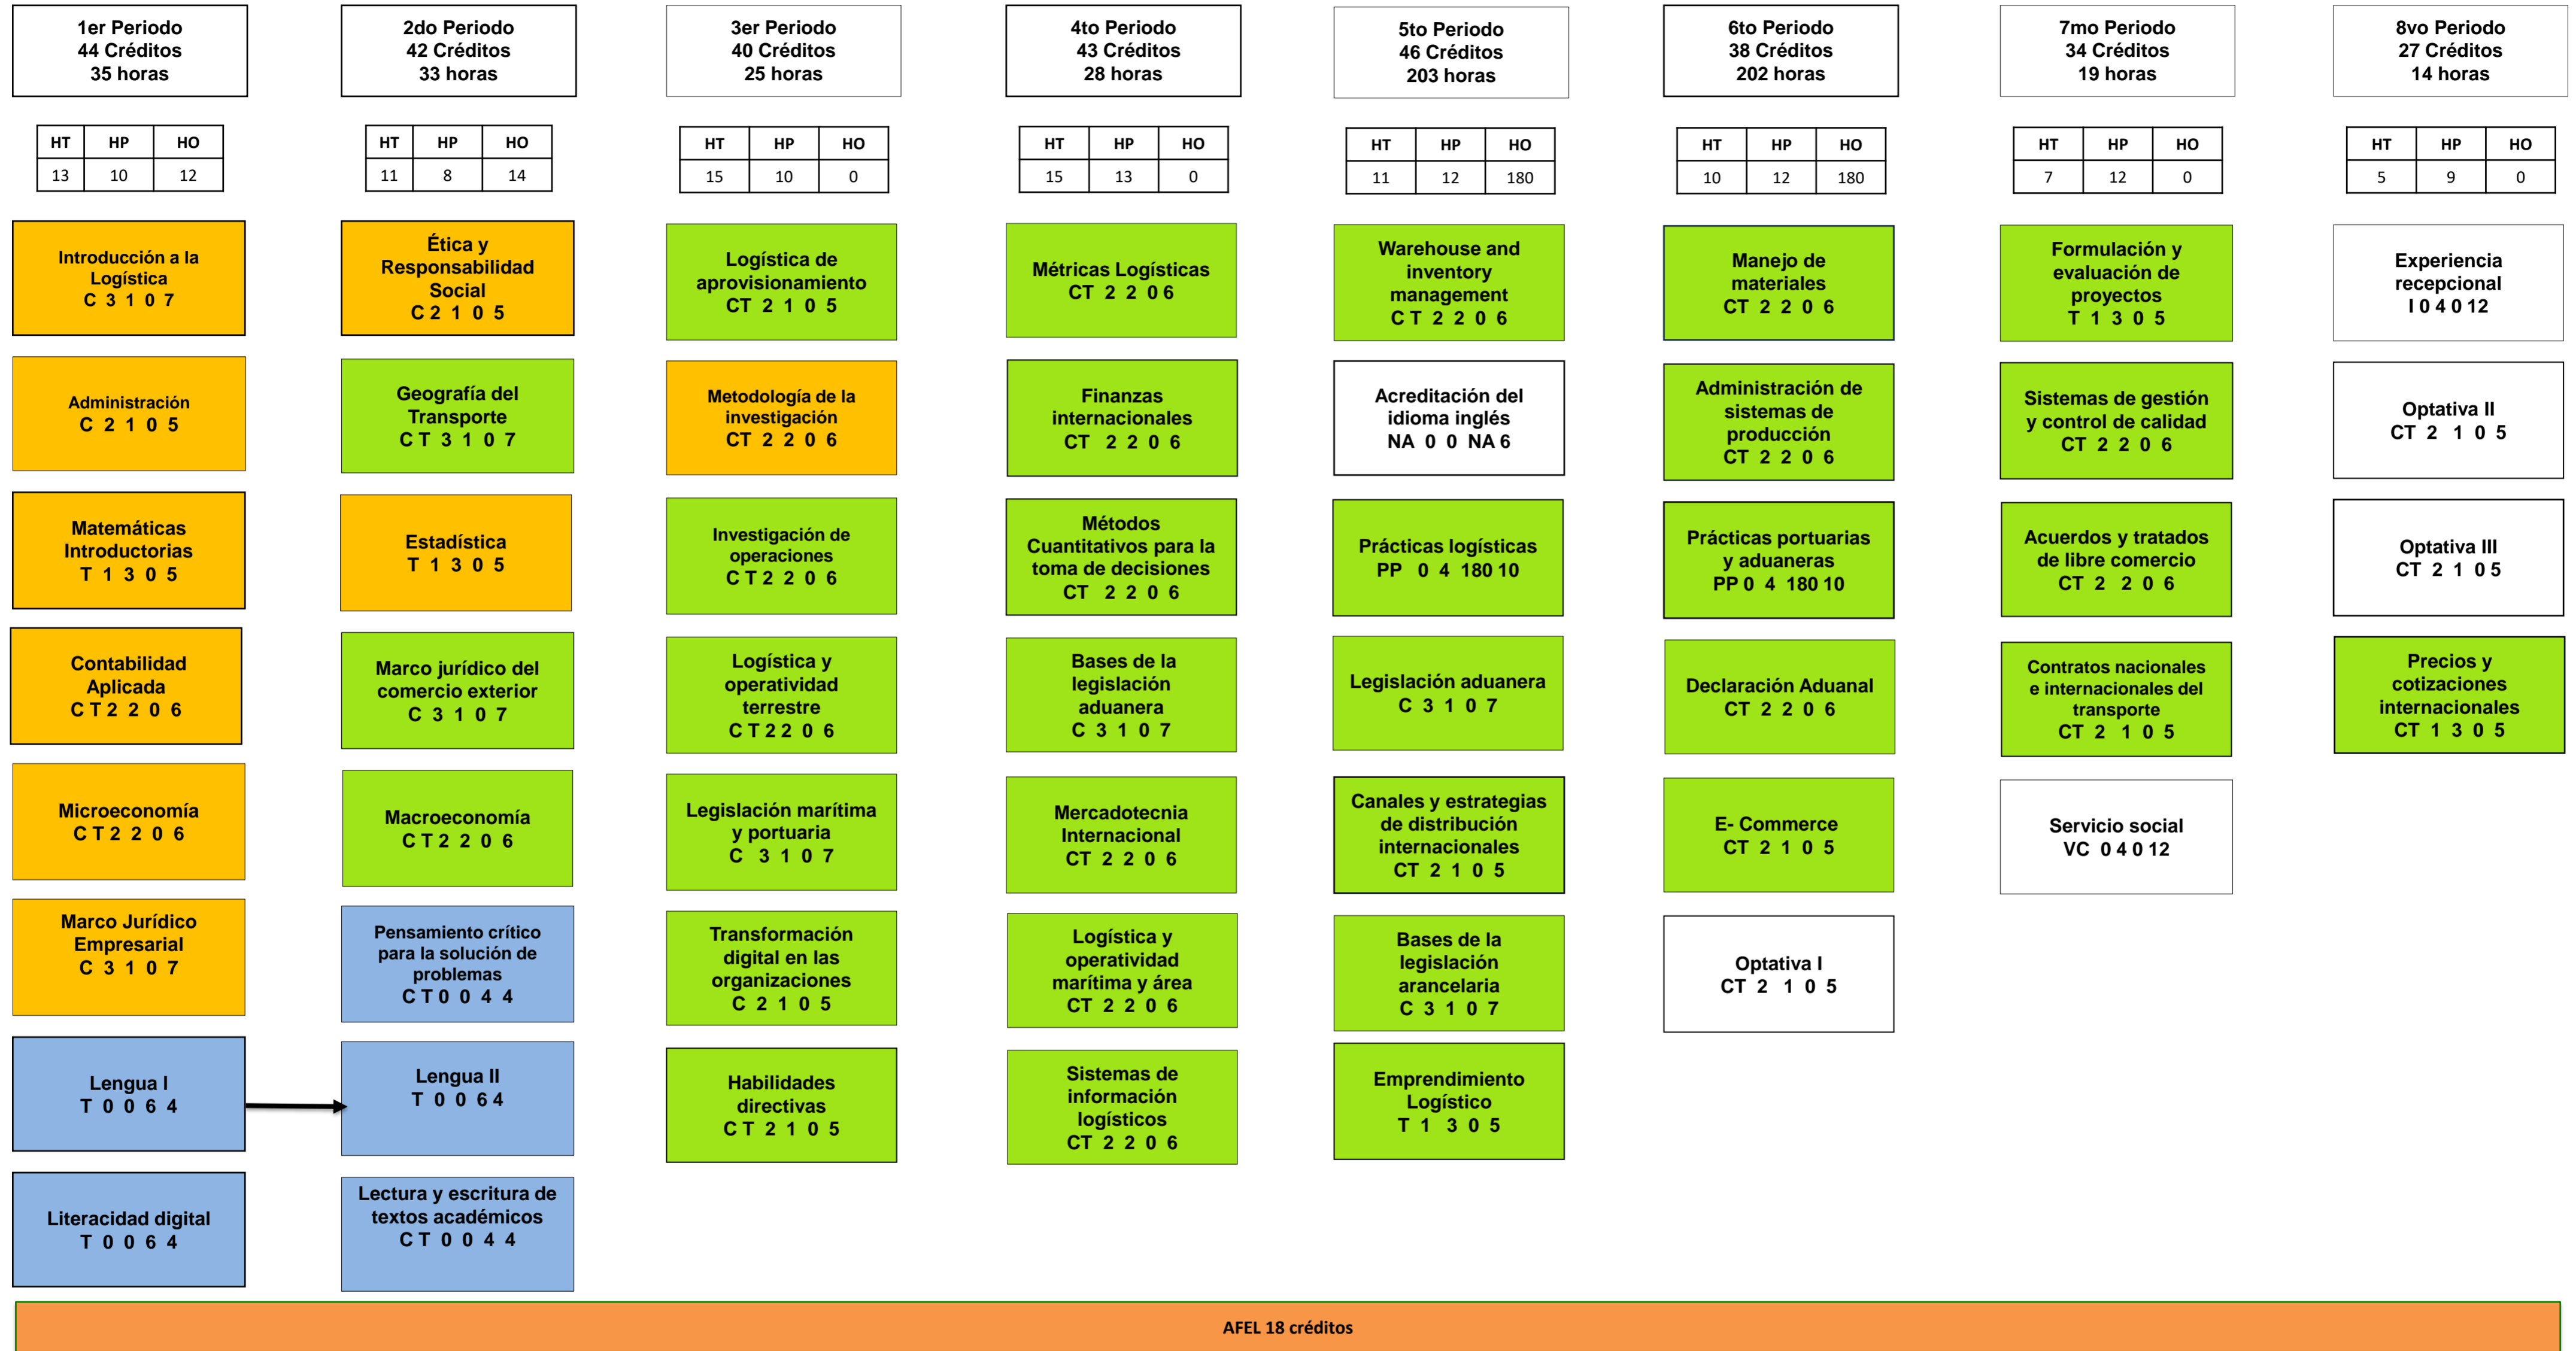 1er Periodo
44 Créditos
35 horas
2do Periodo
42 Créditos
33 horas
3er Periodo
40 Créditos
25 horas
4to Periodo
43 Créditos
28 horas
5to Periodo
46 Créditos
203 horas
6to Periodo
38 Créditos
202 horas
7mo Periodo
34 Créditos
19 horas
8vo Periodo
27 Créditos
14 horas
HT HP HO
13 10 12
HT HP HO
11 8 14
HT HP HO
15 10 0
HT HP HO
15 13 0
HT HP HO
11 12 180
HT HP HO
10 12 180
HT HP HO
7 12 0
HT HP HO
5 9 0
Introducción a la
Logística
C 3 1 0 7
Ética y
Responsabilidad
Social
C 2 1 0 5
Logística de
aprovisionamiento
CT 2 1 0 5
Métricas Logísticas
CT 2 2 0 6
Warehouse and
inventory
management
C T 2 2 0 6
Manejo de
materiales
CT 2 2 0 6
Formulación y
evaluación de
proyectos
T 1 3 0 5
Experiencia
recepcional
I 0 4 0 12
Administración
C 2 1 0 5
Geografía del
Transporte
C T 3 1 0 7
Metodología de la
investigación
CT 2 2 0 6
Finanzas
internacionales
CT 2 2 0 6
Acreditación del
idioma inglés
NA 0 0 NA 6
Administración de
sistemas de
producción
CT 2 2 0 6
Sistemas de gestión
y control de calidad
CT 2 2 0 6
Optativa II
CT 2 1 0 5
Matemáticas
Introductorias
T 1 3 0 5
Estadística
T 1 3 0 5
Investigación de
operaciones
C T 2 2 0 6
Métodos
Cuantitativos para la
toma de decisiones
CT 2 2 0 6
Prácticas logísticas
PP 0 4 180 10
Prácticas portuarias
y aduaneras
PP 0 4 180 10
Acuerdos y tratados
de libre comercio
CT 2 2 0 6
Optativa III
CT 2 1 0 5
Contabilidad
Aplicada
C T 2 2 0 6
Marco jurídico del
comercio exterior
C 3 1 0 7
Logística y
operatividad
terrestre
C T 2 2 0 6
Bases de la
legislación
aduanera
C 3 1 0 7
Legislación aduanera
C 3 1 0 7
Declaración Aduanal
CT 2 2 0 6
Contratos nacionales
e internacionales del
transporte
CT 2 1 0 5
Precios y
cotizaciones
internacionales
CT 1 3 0 5
Microeconomía
C T 2 2 0 6
Macroeconomía
C T 2 2 0 6
Legislación marítima
y portuaria
C 3 1 0 7
Mercadotecnia
Internacional
CT 2 2 0 6
Canales y estrategias
de distribución
internacionales
CT 2 1 0 5
E- Commerce
CT 2 1 0 5
Servicio social
VC 0 4 0 12
Marco Jurídico
Empresarial
C 3 1 0 7
Pensamiento crítico
para la solución de
problemas
C T 0 0 4 4
Transformación
digital en las
organizaciones
C 2 1 0 5
Logística y
operatividad
marítima y área
CT 2 2 0 6
Bases de la
legislación
arancelaria
C 3 1 0 7
Optativa I
CT 2 1 0 5
Lengua I
T 0 0 6 4
Lengua II
T 0 0 6 4
Habilidades
directivas
C T 2 1 0 5
Sistemas de
información
logísticos
CT 2 2 0 6
Emprendimiento
Logístico
T 1 3 0 5
Literacidad digital
T 0 0 6 4
Lectura y escritura de
textos académicos
C T 0 0 4 4
AFEL 18 créditos